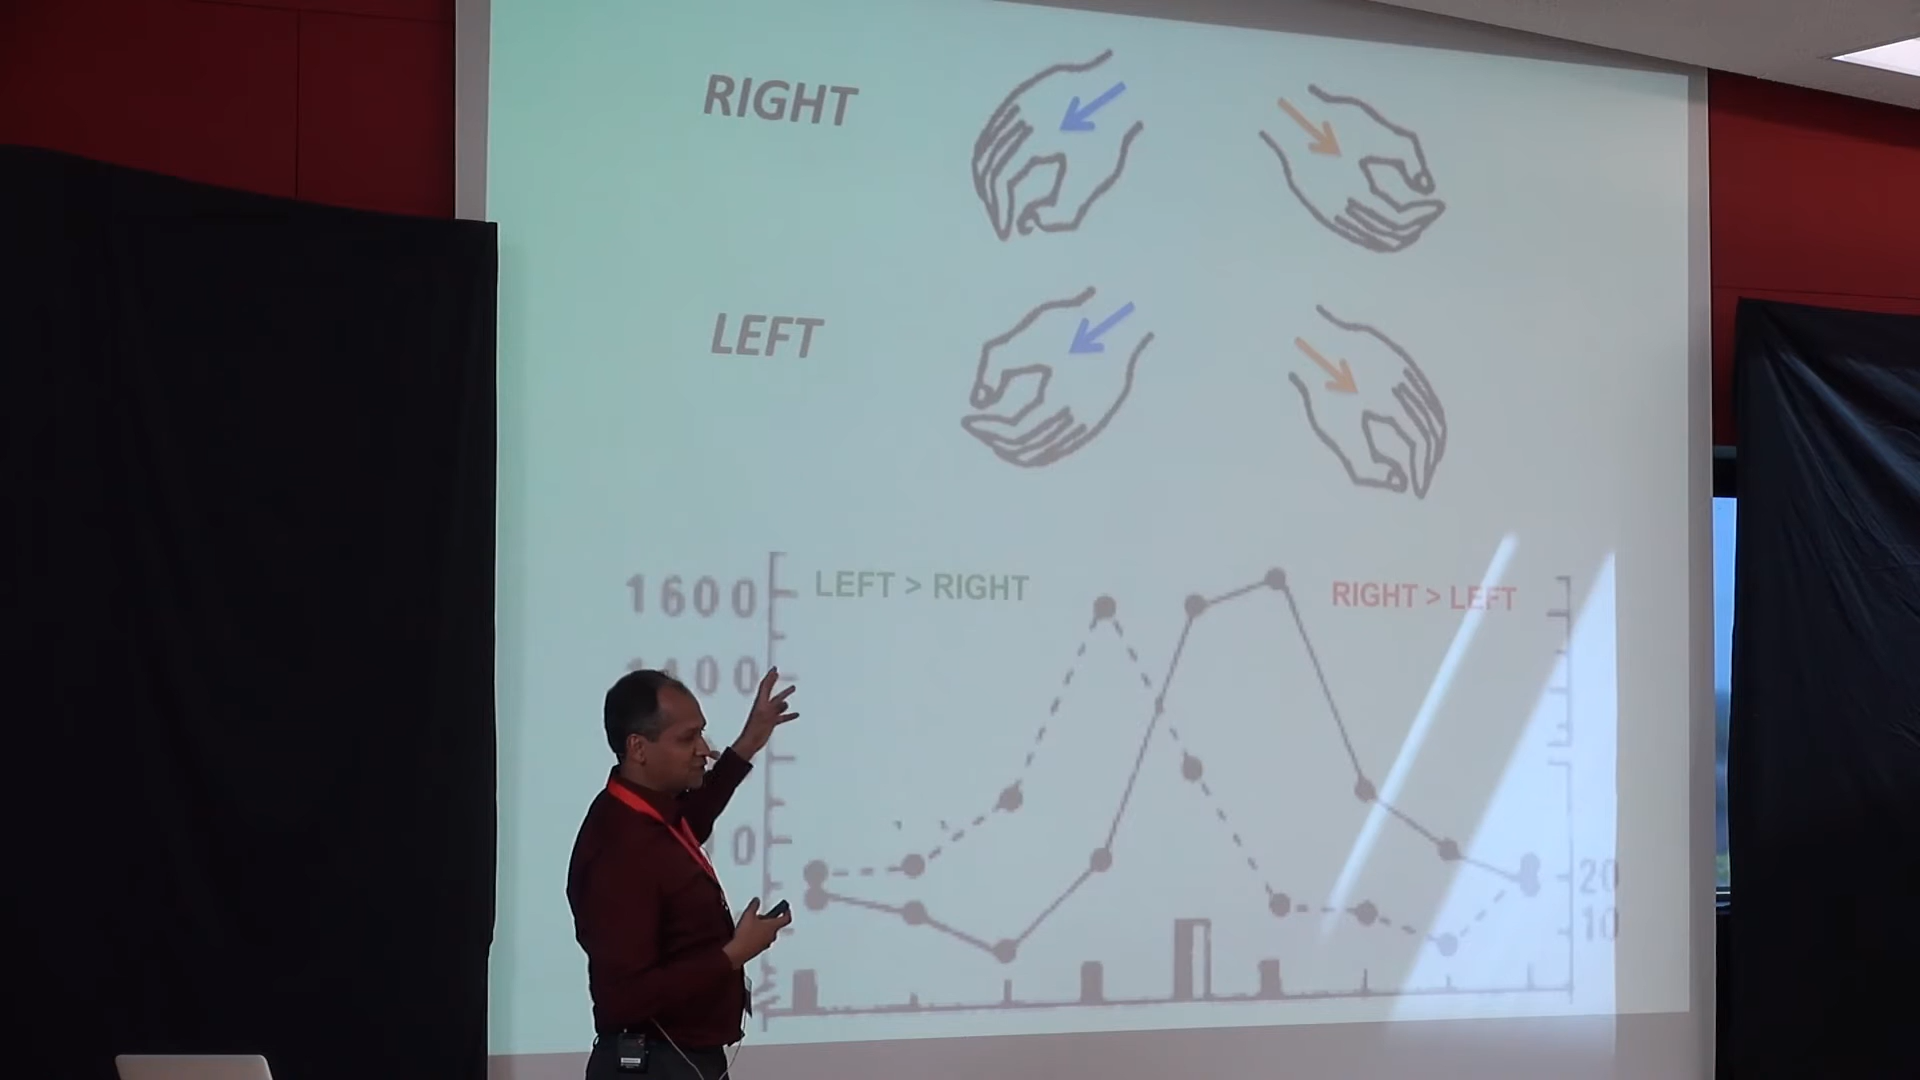 RIGHT
LEFT
1600
LEFT > RIGHT
RIGHT > LEFT
20
10